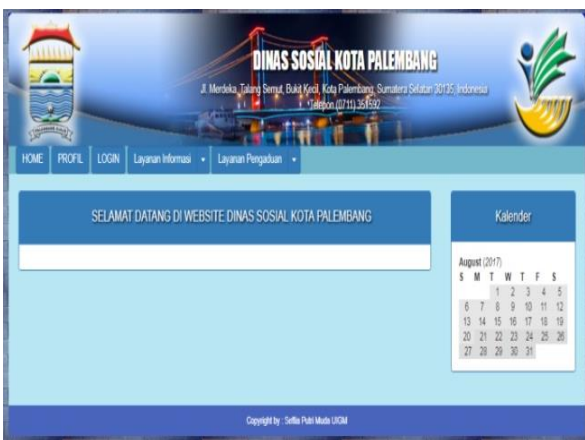 DINAS SOSIAL KOTA PALEMBANG
Jl. Merdeka, Talang Semut, Bukit Kecil, Kota Palembang, Sumatera Selatan 30135, Indonesia
Telepon (0711) 351592
HOME PROFIL LOGIN Layanan Informasi Layanan Pengaduan
SELAMAT DATANG DI WEBSITE DINAS SOSIAL KOTA PALEMBANG
Kalender
August (2017)
S M T W T F S
1 2 3 4 5
6 7 8 9 10 11 12
13 14 15 16 17 18 19
20 21 22 23 24 25 26
27 28 29 30 31
Copyright by : Seftia Putri Muda UIGM